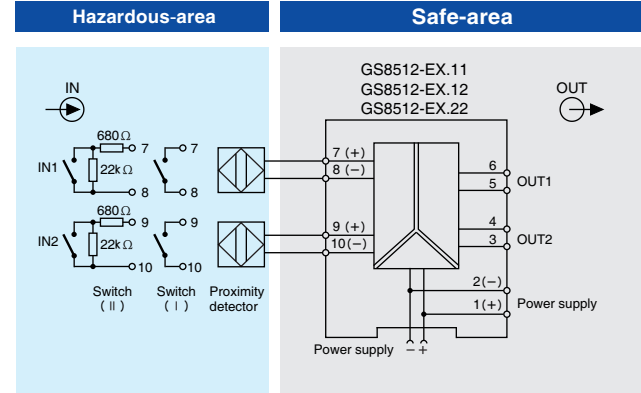 Hazardous-area
Safe-area
GS8512-EX.11
GS8512-EX.12
GS8512-EX.22
IN
OUT
680Ω
7
7
IN1
22kΩ
8
8
7 (+)
8 (−)
6
5
OUT1
680Ω
9
9
IN2
22kΩ
10
10
9 (+)
10(−)
4
3
OUT2
Switch
( II )
Switch
( I )
Proximity
detector
2(−)
1(+)
Power supply
Power supply
− +